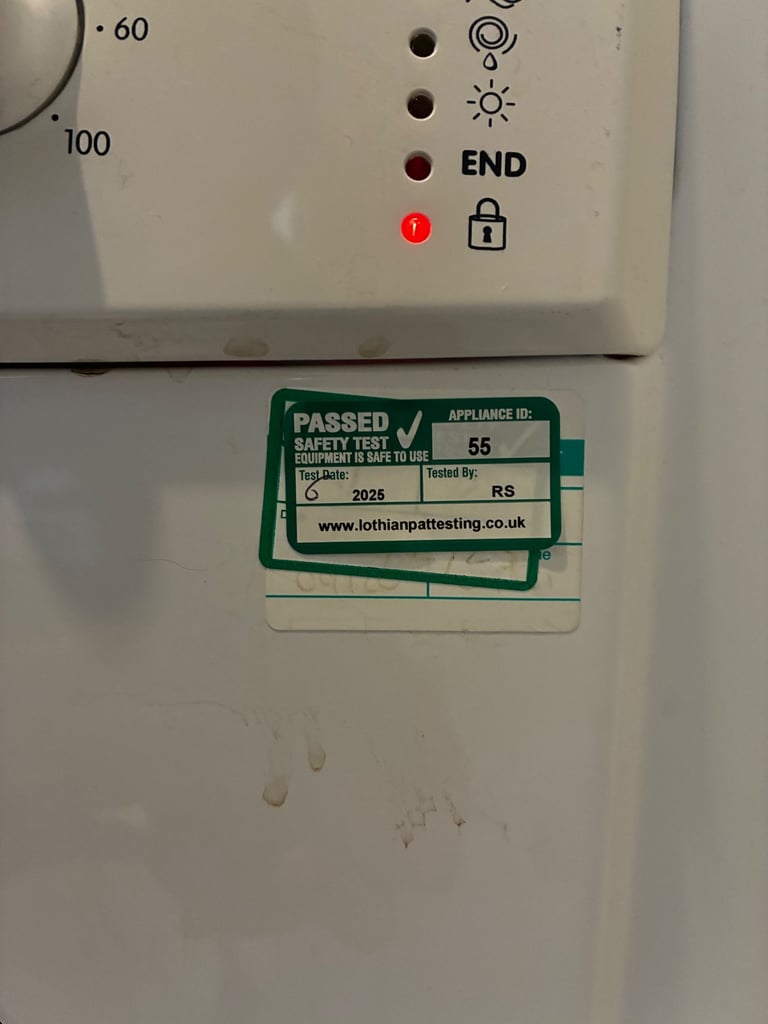 60
100
END
PASSED
SAFETY TEST
EQUIPMENT IS SAFE TO USE
APPLIANCE ID:
55
Test Date:
6 2025
Tested By:
RS
www.lothianpattesting.co.uk